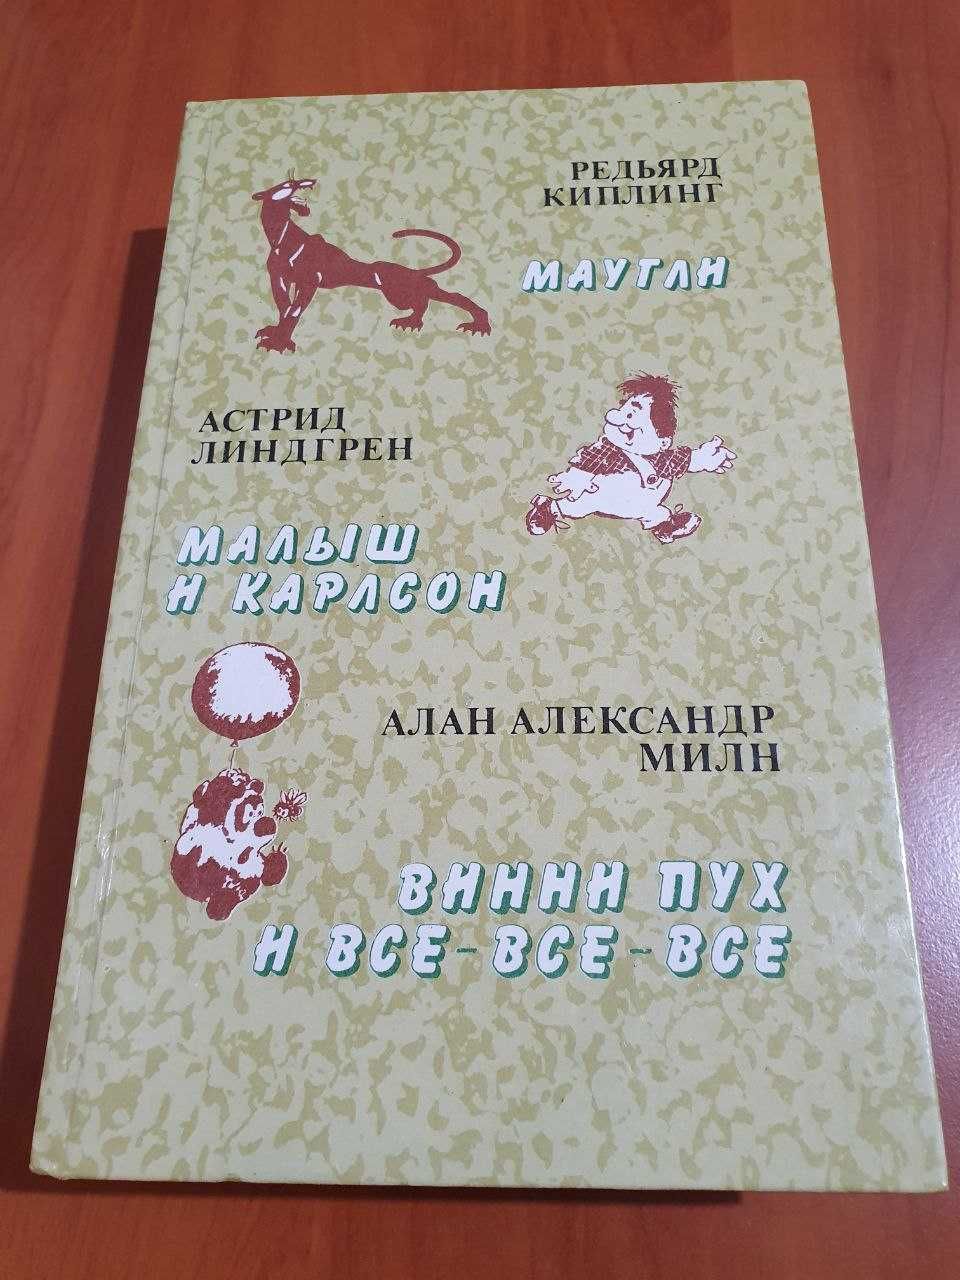 РЕДЬЯРД
КИПЛИНГ
МАУГЛИ
АСТРИД
ЛИНДГРЕН
МАЛЫШ
И КАРЛСОН
АЛАН АЛЕКСАНДР
МИЛН
ВИННИ ПУХ
И ВСЕ-ВСЕ-ВСЕ